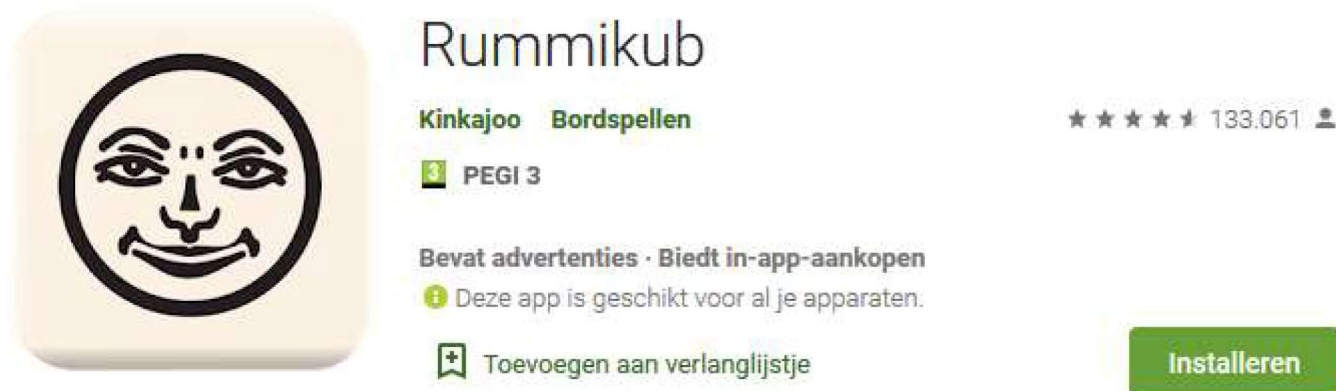 Rummikub
Kinkajoo Bordspellen 133.061
3 PEGI 3
Bevat advertenties · Biedt in-app-aankopen
Deze app is geschikt voor al je apparaten.
Toevoegen aan verlanglijstje
Installeren